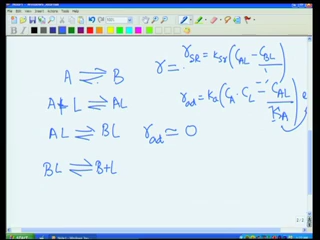 A ⇌ B
A + L ⇌ AL
AL ⇌ BL
BL ⇌ B+L
r =
r_SR = k_sr (C_AL − C_BL /
r_ad = k_a (C_A · C_L − C_AL / K_A)
r_ad ≃ 0